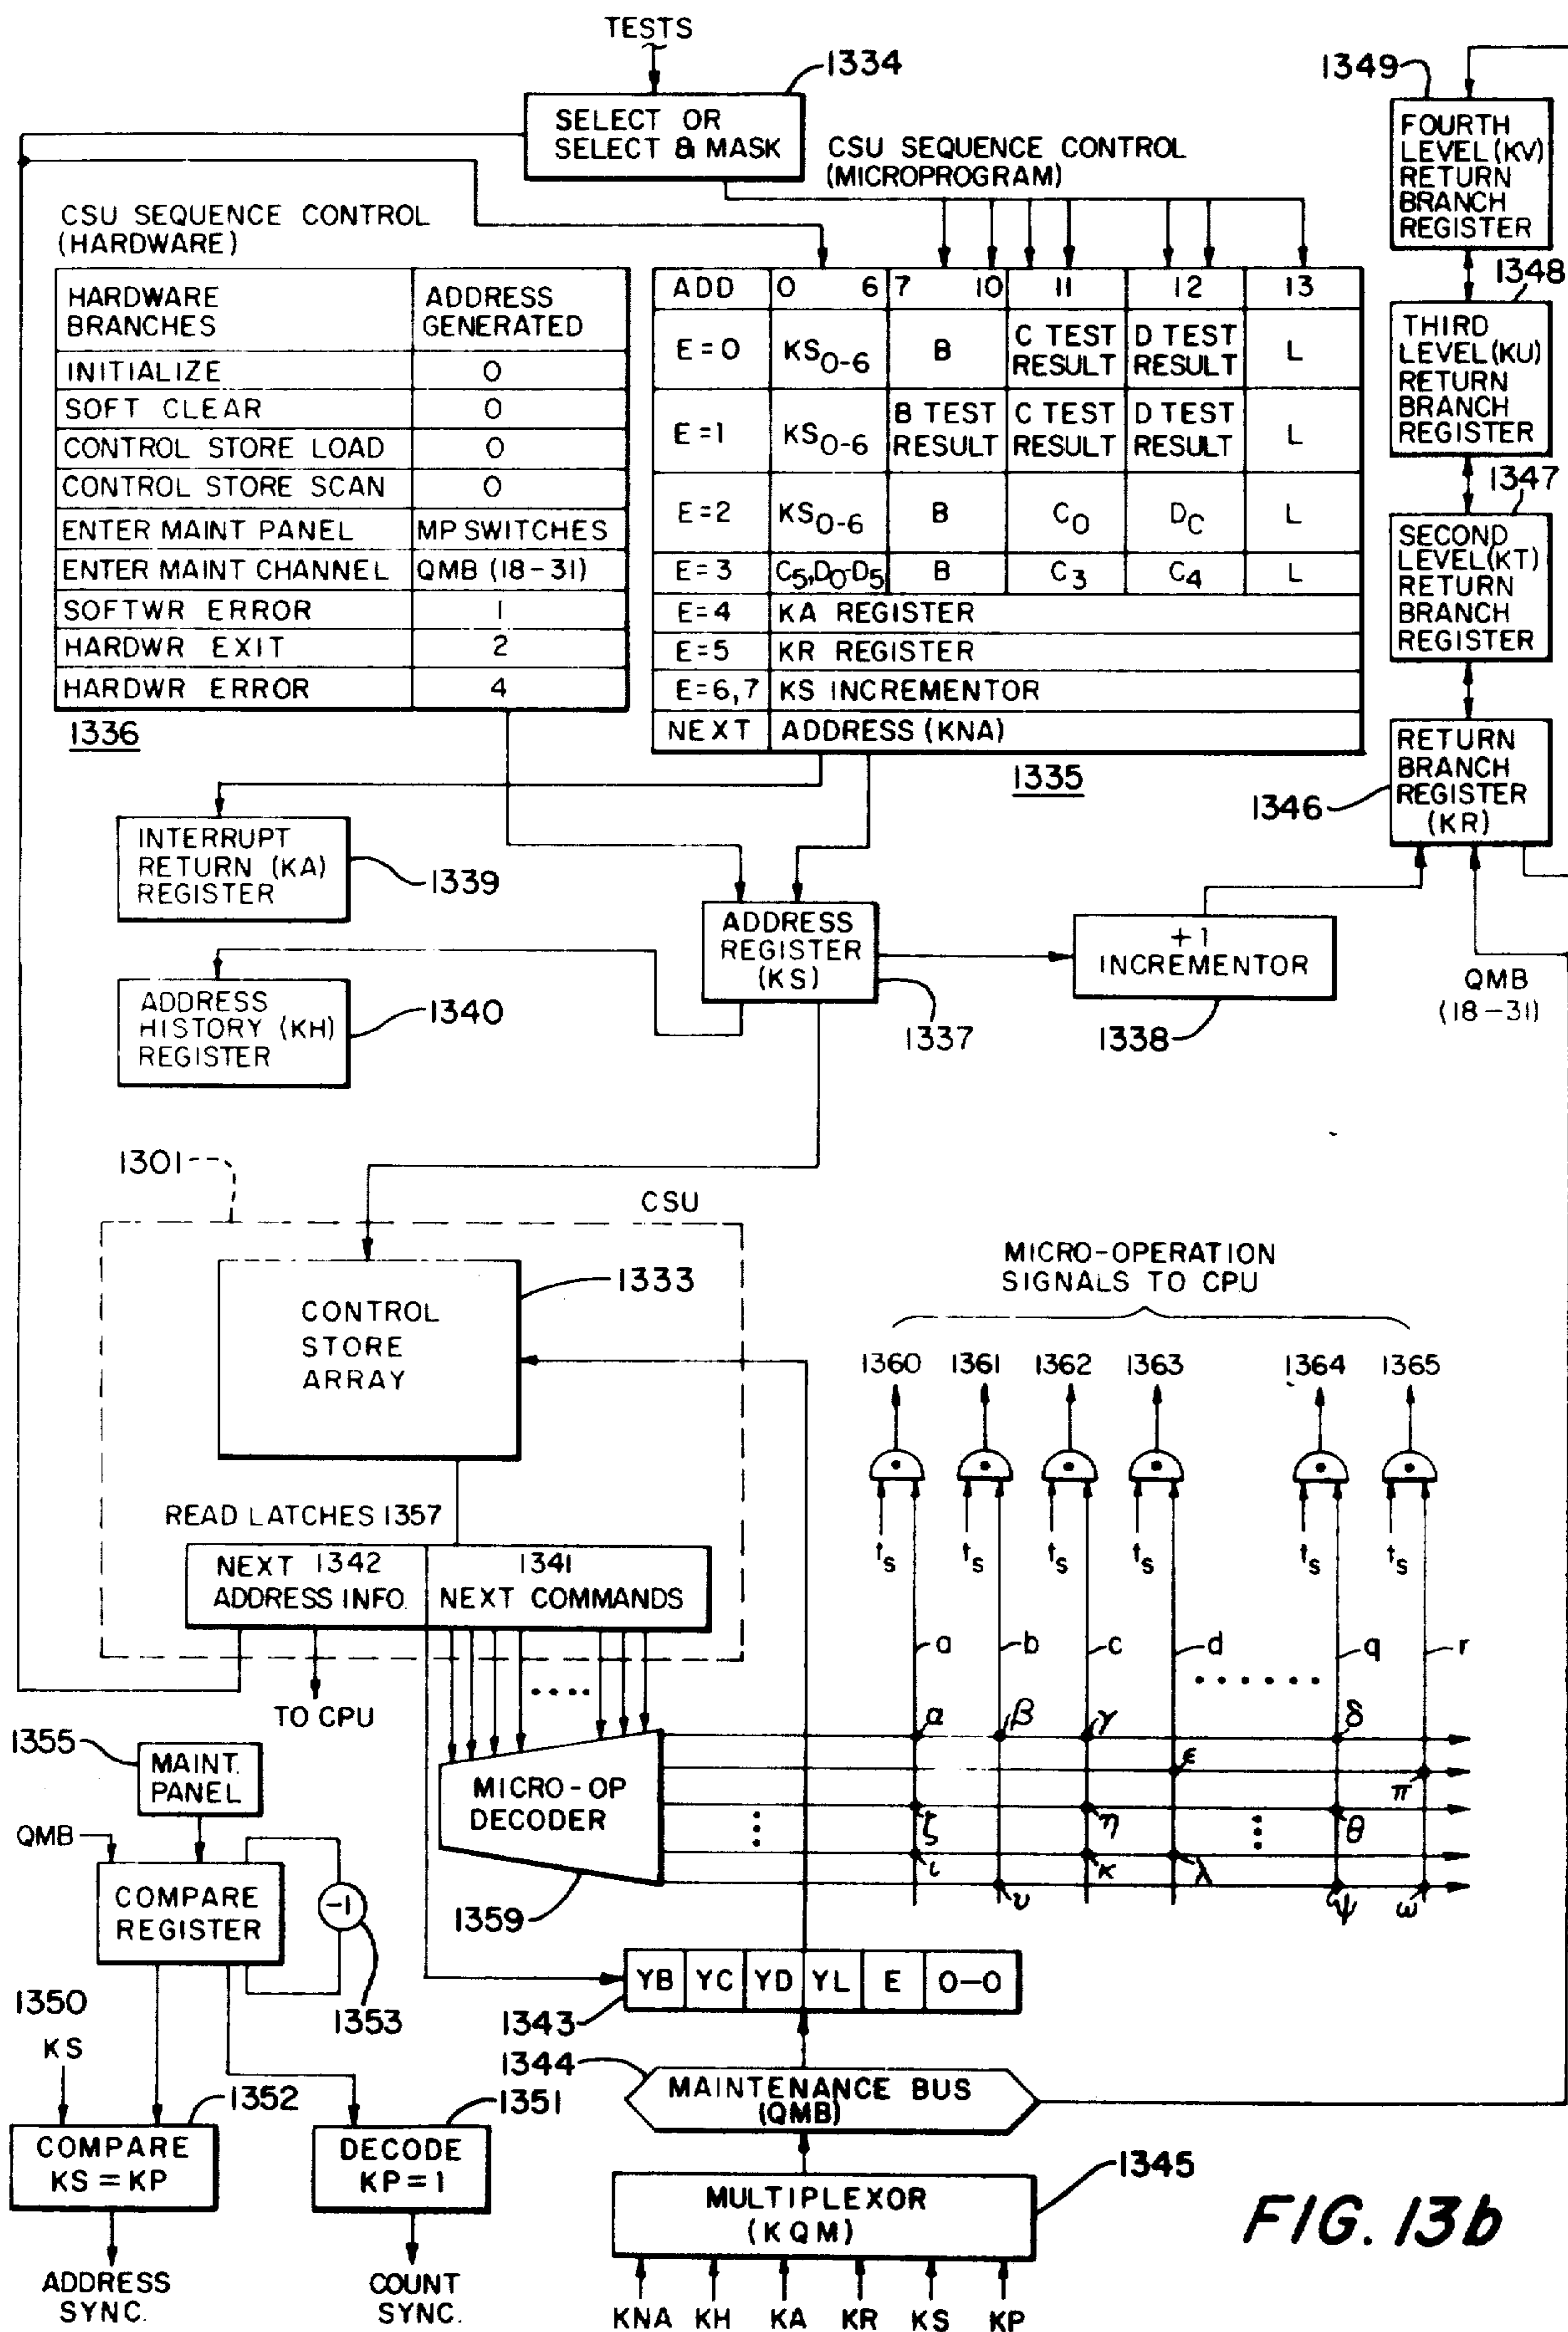 TESTS
1334
SELECT OR
SELECT & MASK
CSU SEQUENCE CONTROL
(MICROPROGRAM)
CSU SEQUENCE CONTROL
(HARDWARE)
HARDWARE BRANCHES ADDRESS GENERATED
INITIALIZE 0
SOFT CLEAR 0
CONTROL STORE LOAD 0
CONTROL STORE SCAN 0
ENTER MAINT PANEL MP SWITCHES
ENTER MAINT CHANNEL QMB (18-31)
SOFTWR ERROR 1
HARDWR EXIT 2
HARDWR ERROR 4
1336
ADD 0 6 7 10 11 12 13
E=0 KS0-6 B C TEST RESULT D TEST RESULT L
E=1 KS0-6 B TEST RESULT C TEST RESULT D TEST RESULT L
E=2 KS0-6 B C0 DC L
E=3 C5,D0-D5 B C3 C4 L
E=4 KA REGISTER
E=5 KR REGISTER
E=6,7 KS INCREMENTOR
NEXT ADDRESS (KNA)
1335
1349
FOURTH
LEVEL(KV)
RETURN
BRANCH
REGISTER
1348
THIRD
LEVEL(KU)
RETURN
BRANCH
REGISTER
1347
SECOND
LEVEL(KT)
RETURN
BRANCH
REGISTER
RETURN
BRANCH
REGISTER
(KR)
1346
INTERRUPT
RETURN (KA)
REGISTER
1339
ADDRESS
REGISTER
(KS)
1337
+1
INCREMENTOR
1338
QMB
(18-31)
ADDRESS
HISTORY (KH)
REGISTER
1340
1301
CSU
CONTROL
STORE
ARRAY
1333
READ LATCHES 1357
NEXT 1342
ADDRESS INFO.
1341
NEXT COMMANDS
TO CPU
MICRO-OPERATION
SIGNALS TO CPU
1360 1361 1362 1363 1364 1365
ts ts ts ts ts ts
a b c d q r
α β γ δ
ε π
ζ η θ
ι κ λ
ν ψ ω
MICRO-OP
DECODER
1359
1355
MAINT.
PANEL
QMB
COMPARE
REGISTER
-1
1353
1350
KS
1352
COMPARE
KS = KP
ADDRESS
SYNC.
1351
DECODE
KP = 1
COUNT
SYNC.
YB YC YD YL E 0-0
1343
1344
MAINTENANCE BUS
(QMB)
1345
MULTIPLEXOR
(KQM)
KNA KH KA KR KS KP
FIG. 13b